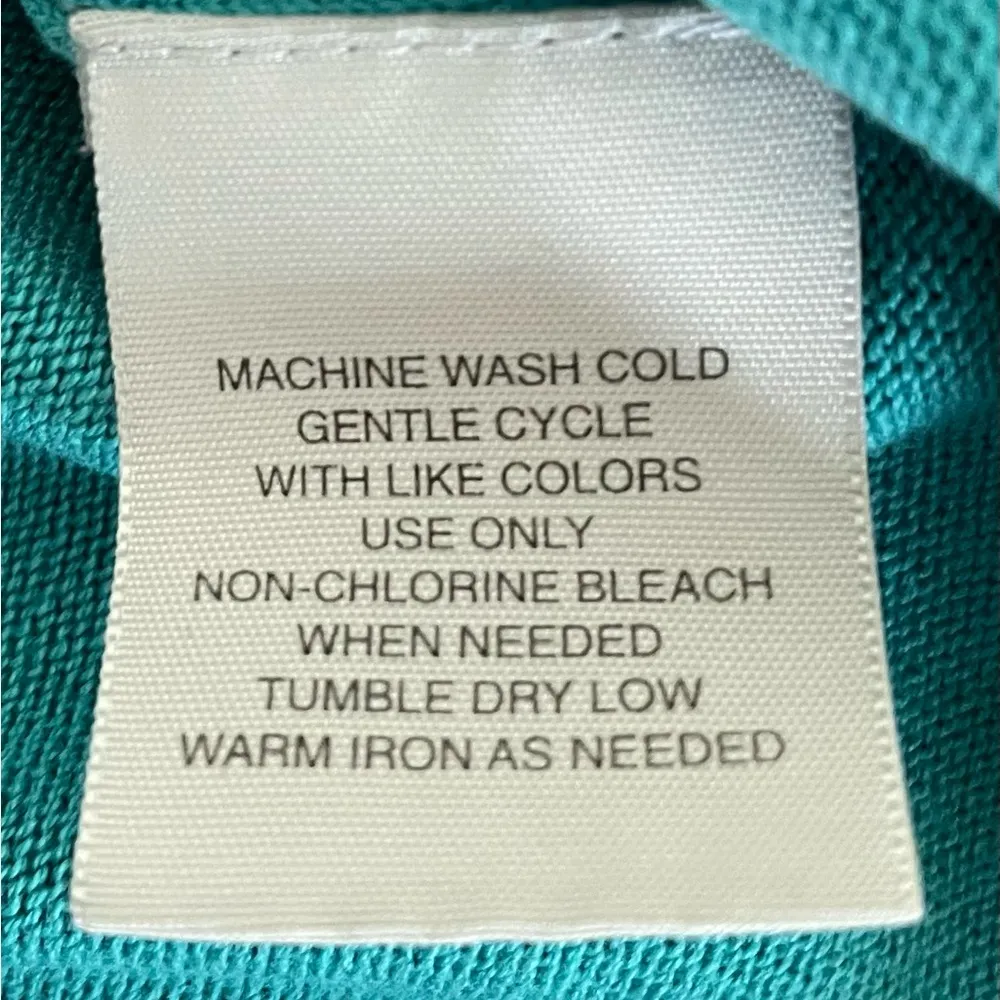 MACHINE WASH COLD
GENTLE CYCLE
WITH LIKE COLORS
USE ONLY
NON-CHLORINE BLEACH
WHEN NEEDED
TUMBLE DRY LOW
WARM IRON AS NEEDED